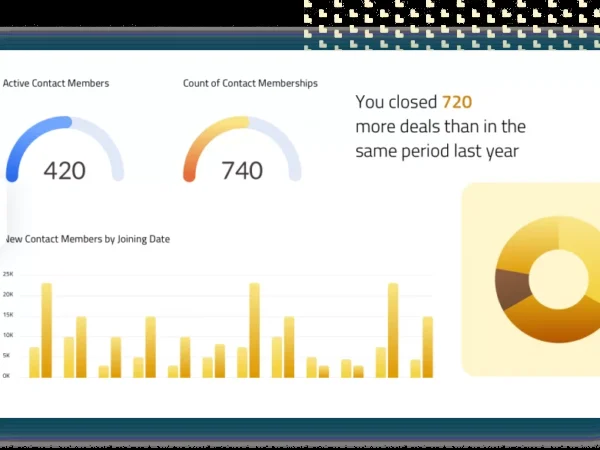 Active Contact Members
Count of Contact Memberships
You closed 720
more deals than in the
same period last year
420
740
New Contact Members by Joining Date
25K
20K
15K
10K
5K
0K